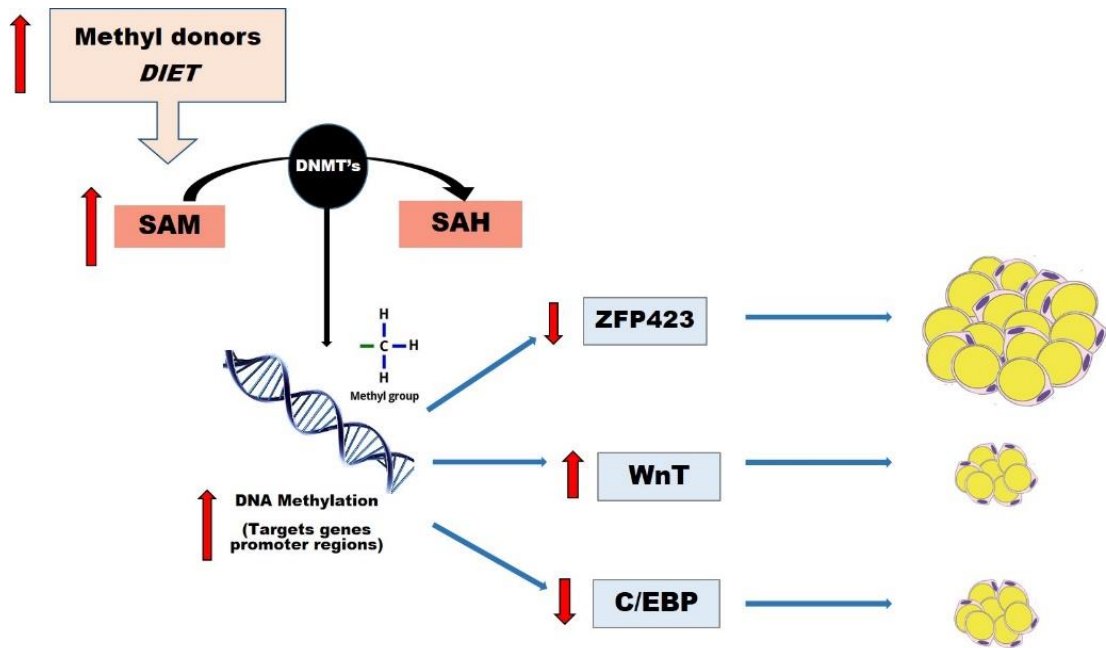 Methyl donors
DIET
DNMT's
SAM
SAH
H
C
H
H
Methyl group
ZFP423
DNA Methylation
(Targets genes
promoter regions)
WnT
C/EBP